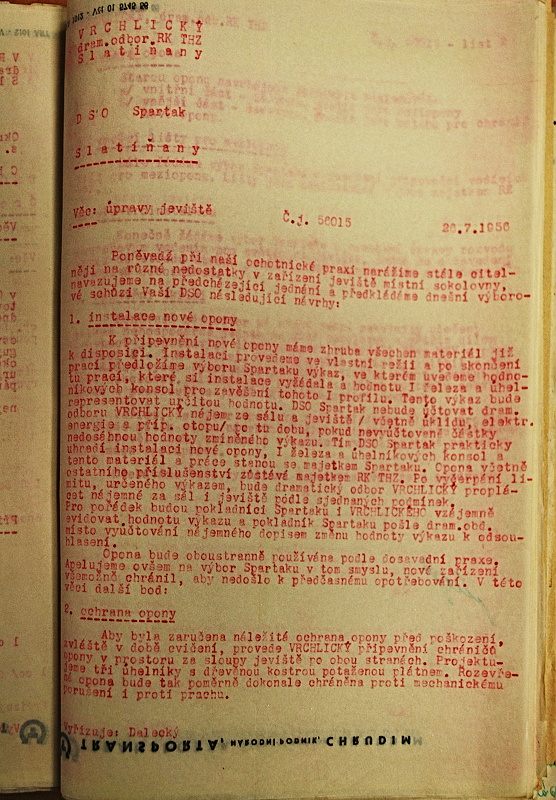 V R C H L I C K Ý
dram.odbor RK THZ
S l a t i n a n y
D S O Spartak
S l a t i n a n y
Věc: úpravy jeviště Č.j. 56015 26.7.1956
Poněvadž při naší ochotnické praxi narážíme stále citel-
něji na různé nedostatky v zařízení jeviště místní sokolovny,
navazujeme na předcházející jednání a předkládáme dnešní výboro-
vé schůzi Vaší DSO následující návrhy:
1. instalace nové opony
K připevnění nové opony máme zhruba všechen materiál již
k disposici. Instalaci provedeme ve vlastní režii a po skončení
prací předložíme výboru Spartaku výkaz, ve kterém uvedeme hodno-
tu prací, které si instalace vyžádala a hodnotu I železa a úhel-
níkových konsol pro zavěšení tohoto I profilu. Tento výkaz bude
representovat určitou hodnotu. DSO Spartak nebude účtovat dram.
odboru VRCHLICKÝ nájem za sálu a jeviště / včetně úklidu, elektr.
energie a příp. otopu/ po tu dobu, pokud nevyúčtované částky
nedosáhnou hodnoty zmíněného výkazu. Tím DSO Spartak prakticky
uhradí instalaci nové opony, I železa a úhelníkových konsol a
tento materiál a práce stanou se majetkem Spartaku. Opona včetně
ostatního příslušenství zůstává majetkem RK THZ. Po vyčerpání li-
mitu, určeného výkazem, bude dramatický odbor VRCHLICKÝ proplá-
cet nájemné za sál i jeviště podle sjednaných podmínek.
Pro pořádek budou pokladníci Spartaku i VRCHLICKÉHO vzájemně
evidovat hodnotu výkazu a pokladník Spartaku pošle dram.obd.
místo vyúčtování nájemného dopisem změnu hodnoty výkazu k odsou-
hlasení.
Opona bude oboustranně používána podle dosavadní praxe.
Apelujeme ovšem na výbor Spartaku v tom smyslu, nové zařízení
všemožně chránil, aby nedošlo k předčasnému opotřebování. V této
věci další bod:
2. ochrana opony
Aby byla zaručena náležitá ochrana opony před poškození,
zvláště v době cvičení, provede VRCHLICKÝ připevnění chráničů
opony v prostoru za sloupy jeviště po obou stranách. Projektu-
jeme tři úhelníky s dřevěnou kostrou potaženou plátnem. Rozevře-
ná opona bude tak poměrně dokonale chráněna proti mechanickému
porušení i proti prachu.
Vyřizuje: Dalecký
TRANSPORTA, NÁRODNÍ PODNIK, CHRUDIM